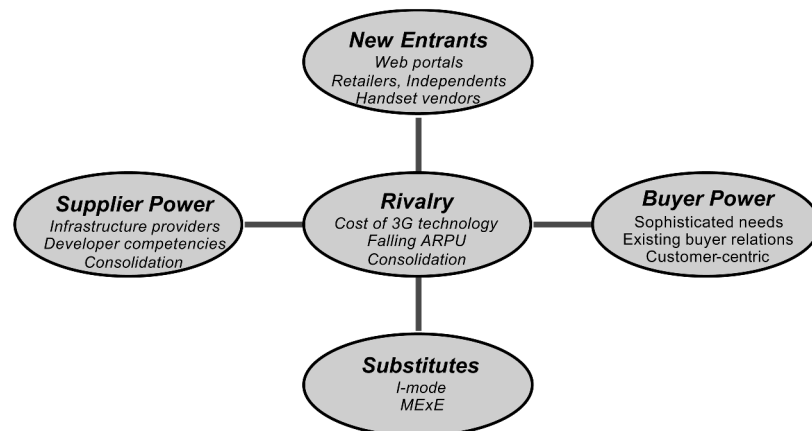 New Entrants
Web portals
Retailers, Independents
Handset vendors
Supplier Power
Infrastructure providers
Developer competencies
Consolidation
Rivalry
Cost of 3G technology
Falling ARPU
Consolidation
Buyer Power
Sophisticated needs
Existing buyer relations
Customer-centric
Substitutes
I-mode
MExE